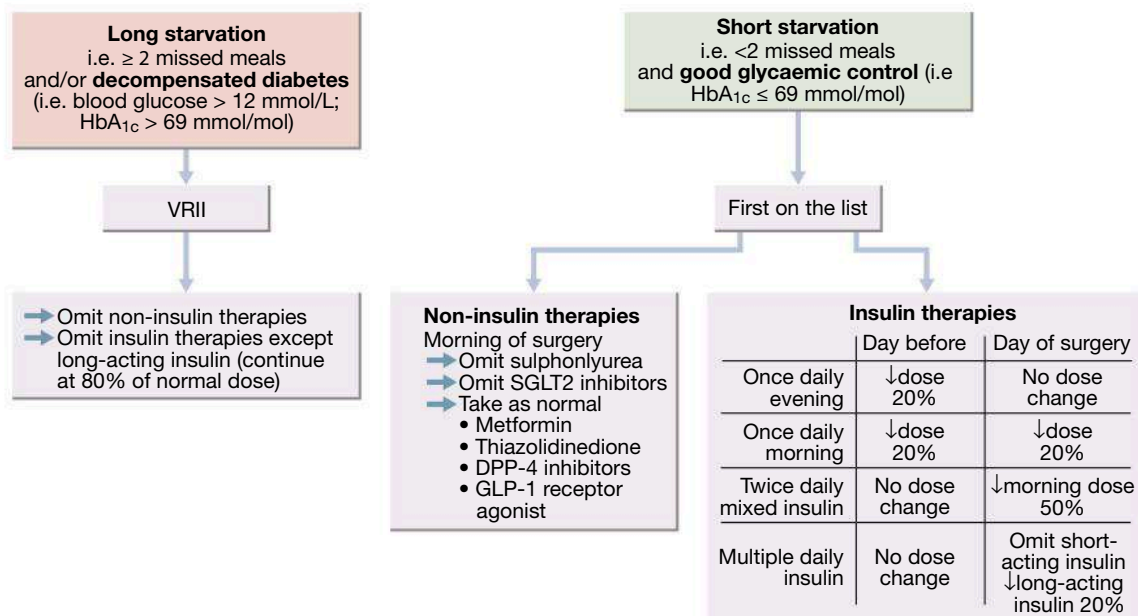 Long starvation
i.e. ≥ 2 missed meals
and/or decompensated diabetes
(i.e. blood glucose > 12 mmol/L;
HbA1c > 69 mmol/mol)
VRII
Omit non-insulin therapies
Omit insulin therapies except
long-acting insulin (continue
at 80% of normal dose)
Short starvation
i.e. <2 missed meals
and good glycaemic control (i.e
HbA1c ≤ 69 mmol/mol)
First on the list
Non-insulin therapies
Morning of surgery
Omit sulphonlyurea
Omit SGLT2 inhibitors
Take as normal
• Metformin
• Thiazolidinedione
• DPP-4 inhibitors
• GLP-1 receptor
agonist
Insulin therapies
Day before
Day of surgery
Once daily
evening
↓dose
20%
No dose
change
Once daily
morning
↓dose
20%
↓dose
20%
Twice daily
mixed insulin
No dose
change
↓morning dose
50%
Multiple daily
insulin
No dose
change
Omit short-
acting insulin
↓long-acting
insulin 20%